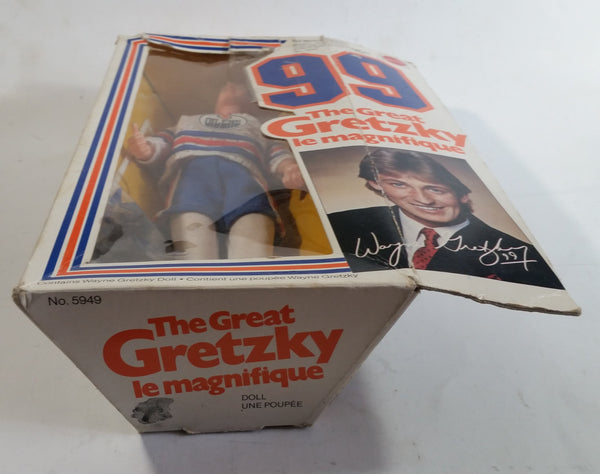 99
The Great
Gretzky
le magnifique
Wayne Gretzky 99
Contains Wayne Gretzky Doll • Contient une poupée Wayne Gretzky
No. 5949
The Great
Gretzky
le magnifique
DOLL
UNE POUPÉE